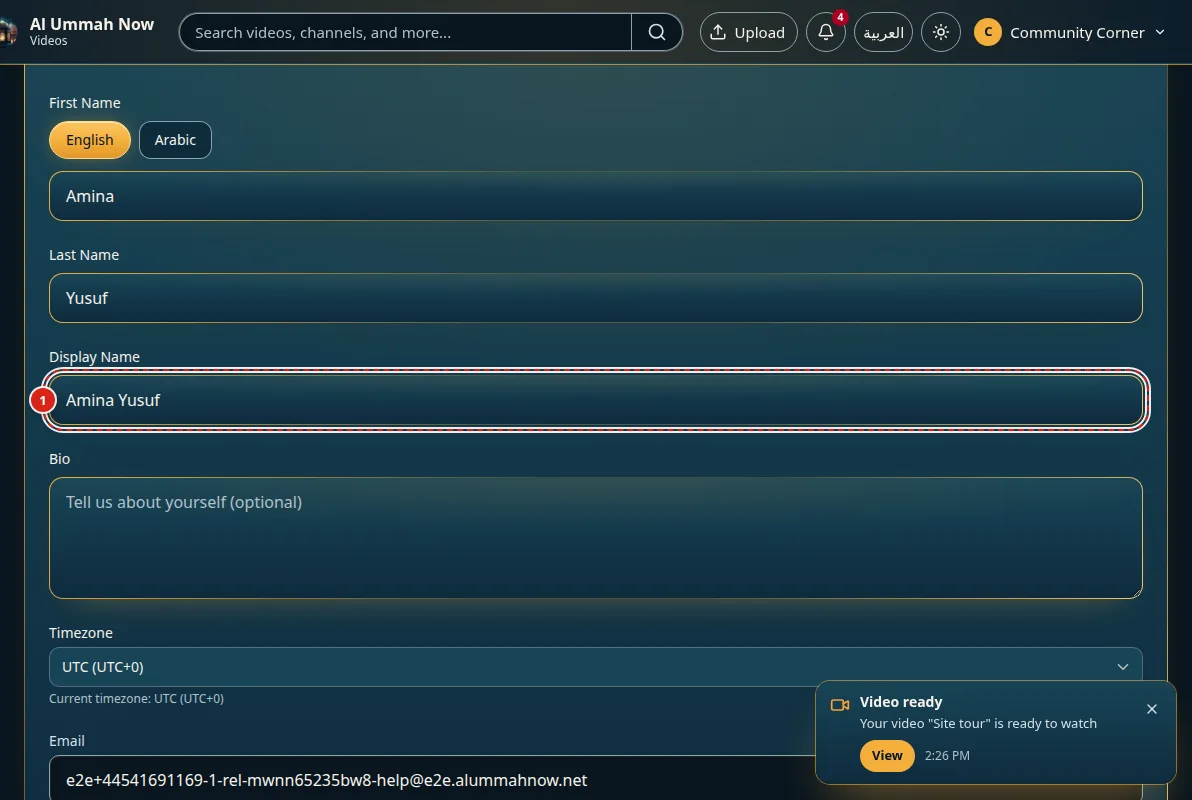 Al Ummah Now
Videos
Search videos, channels, and more...
Upload
4
العربية
C
Community Corner
First Name
English
Arabic
Amina
Last Name
Yusuf
Display Name
1
Amina Yusuf
Bio
Tell us about yourself (optional)
Timezone
UTC (UTC+0)
Current timezone: UTC (UTC+0)
Video ready
Your video "Site tour" is ready to watch
View
2:26 PM
Email
e2e+44541691169-1-rel-mwnn65235bw8-help@e2e.alummahnow.net